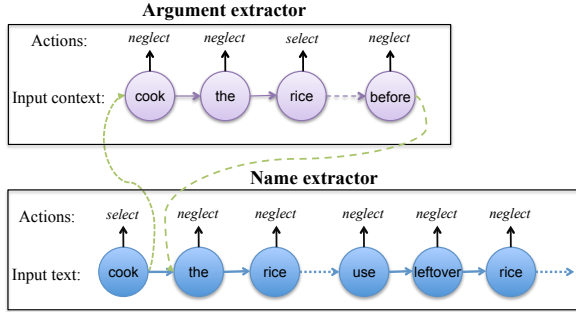 Argument extractor
Actions: neglect neglect select neglect
Input context: cook the rice before
Name extractor
Actions: select neglect neglect neglect neglect neglect
Input text: cook the rice use leftover rice